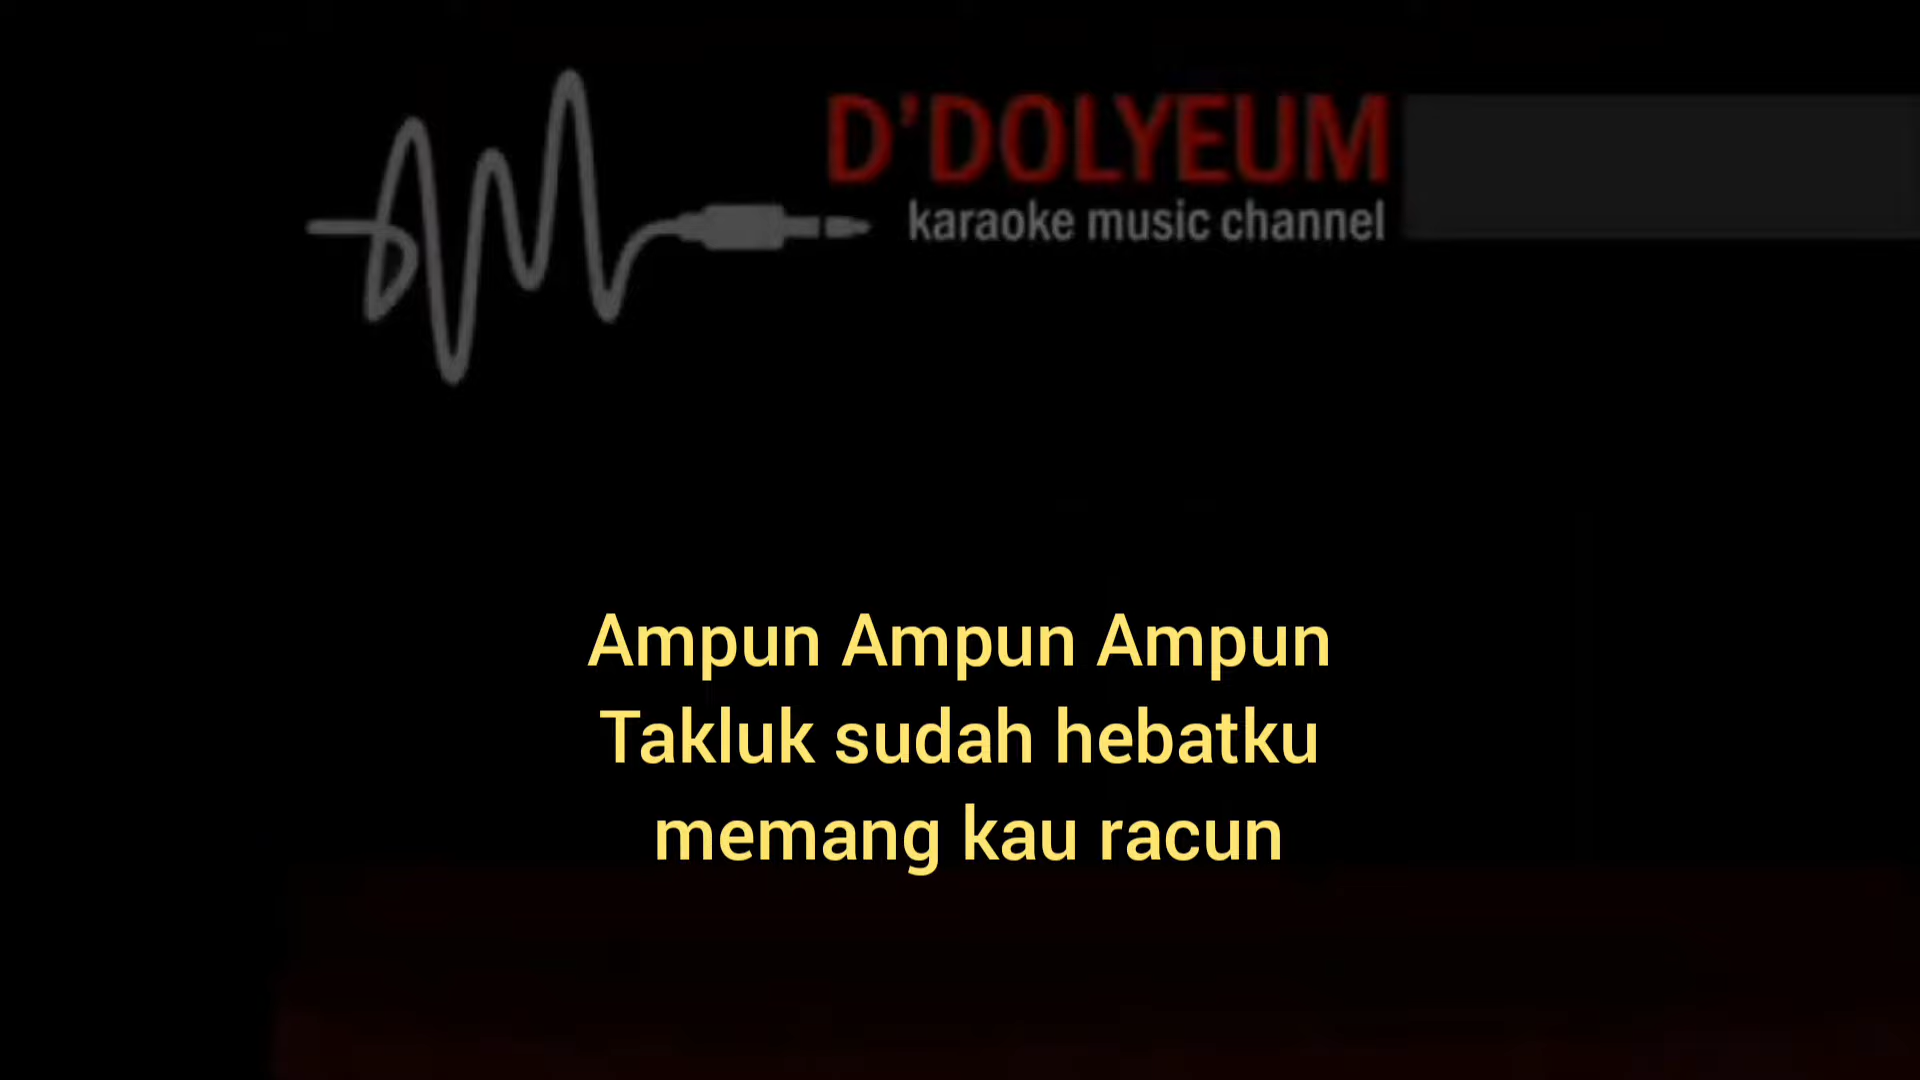 D'DOLYEUM
karaoke music channel
Ampun Ampun Ampun
Takluk sudah hebatku
memang kau racun